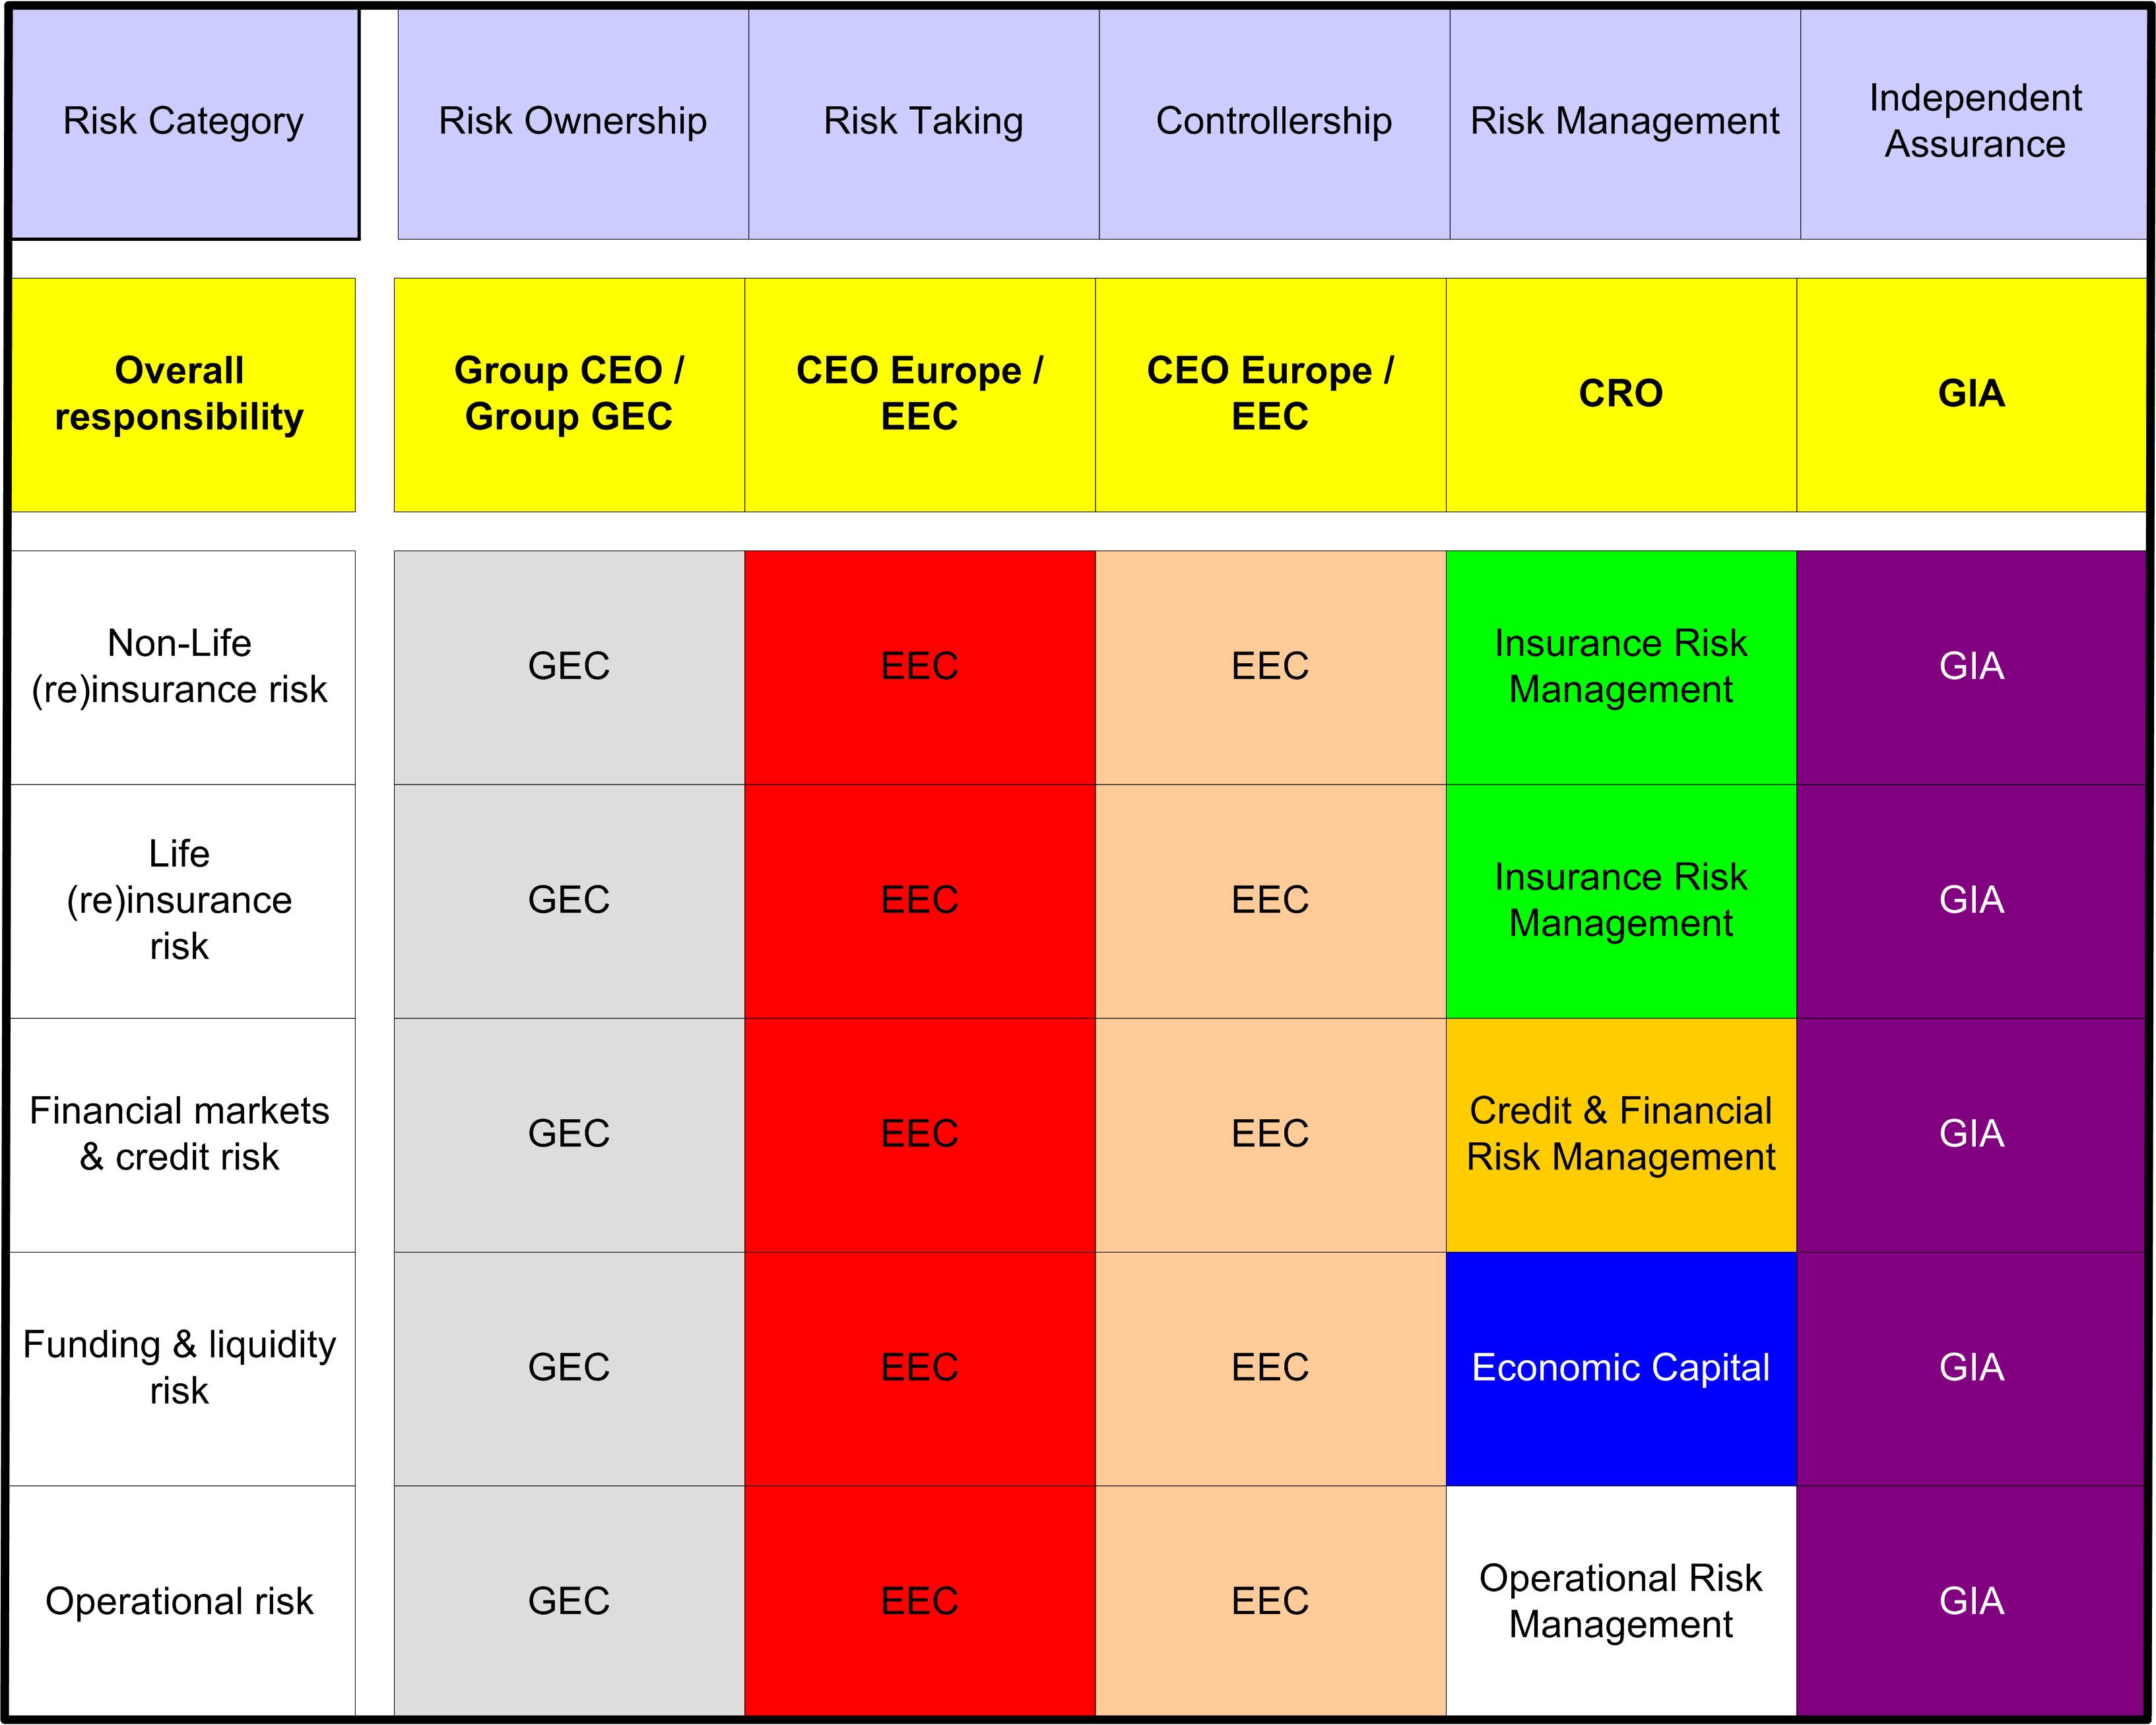 Risk Category
Risk Ownership
Risk Taking
Controllership
Risk Management
Independent
Assurance
Overall
responsibility
Group CEO /
Group GEC
CEO Europe /
EEC
CEO Europe /
EEC
CRO
GIA
Non-Life
(re)insurance risk
GEC
EEC
EEC
Insurance Risk
Management
GIA
Life
(re)insurance
risk
GEC
EEC
EEC
Insurance Risk
Management
GIA
Financial markets
& credit risk
GEC
EEC
EEC
Credit & Financial
Risk Management
GIA
Funding & liquidity
risk
GEC
EEC
EEC
Economic Capital
GIA
Operational risk
GEC
EEC
EEC
Operational Risk
Management
GIA